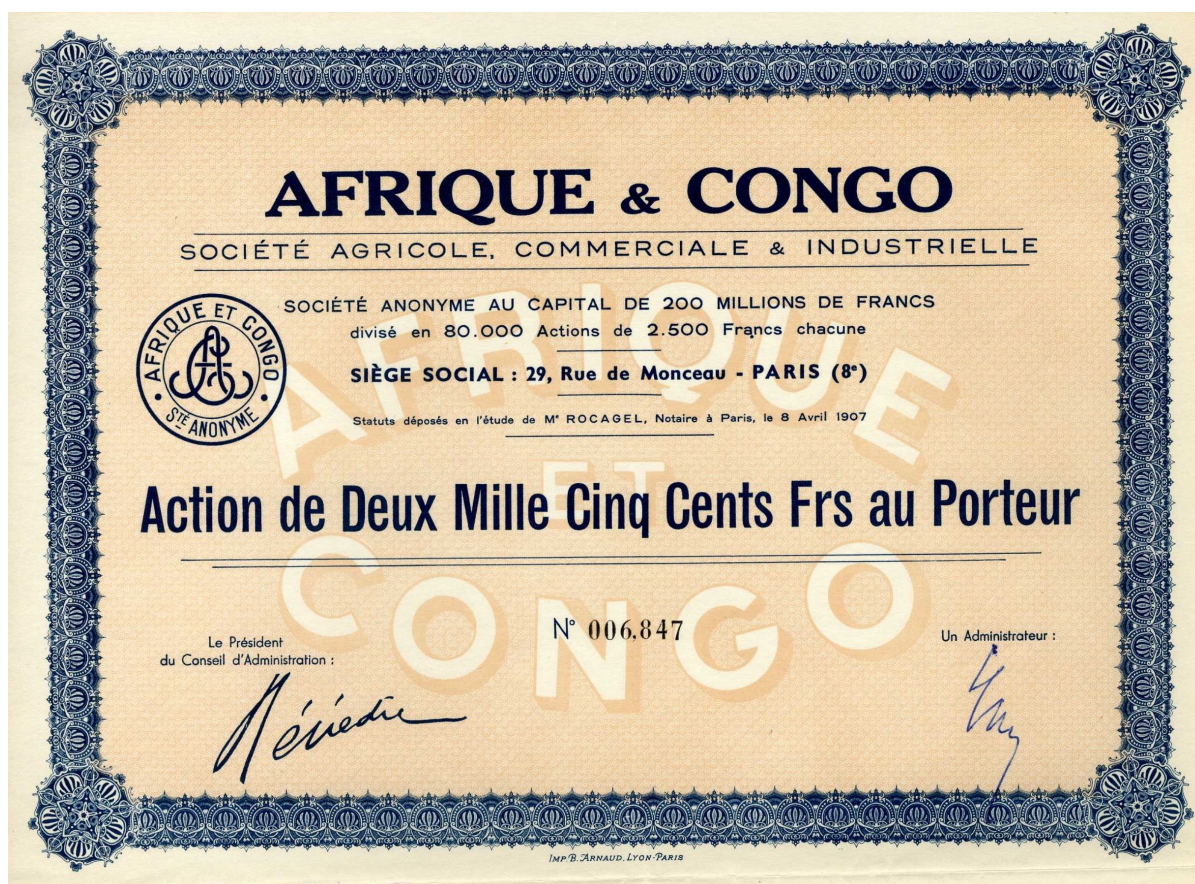 AFRIQUE & CONGO
SOCIÉTÉ AGRICOLE, COMMERCIALE & INDUSTRIELLE
SOCIÉTÉ ANONYME AU CAPITAL DE 200 MILLIONS DE FRANCS
divisé en 80.000 Actions de 2.500 Francs chacune
SIÈGE SOCIAL : 29, Rue de Monceau - PARIS (8e)
Statuts déposés en l'étude de Me ROCAGEL, Notaire à Paris, le 8 Avril 1907
AFRIQUE ET CONGO
STÉ ANONYME
Action de Deux Mille Cinq Cents Frs au Porteur
AFRIQUE
ET
CONGO
N° 006.847
Le Président
du Conseil d'Administration :
Un Administrateur :
IMP. B. ARNAUD. LYON-PARIS